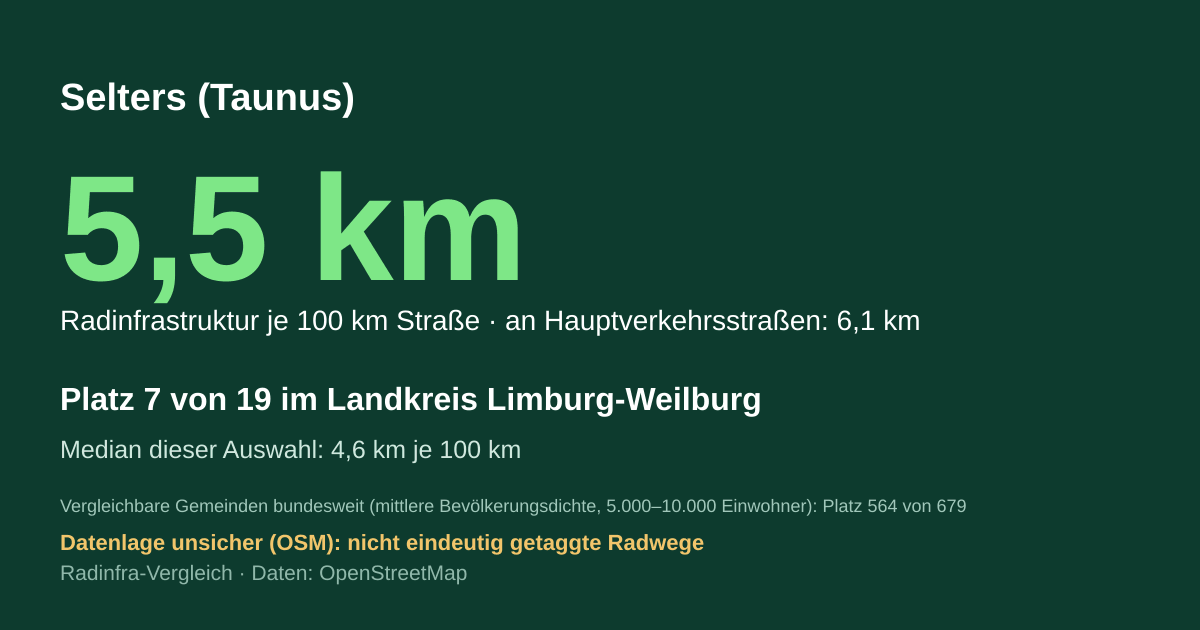 Selters (Taunus)
5,5 km
Radinfrastruktur je 100 km Straße · an Hauptverkehrsstraßen: 6,1 km
Platz 7 von 19 im Landkreis Limburg-Weilburg
Median dieser Auswahl: 4,6 km je 100 km
Vergleichbare Gemeinden bundesweit (mittlere Bevölkerungsdichte, 5.000–10.000 Einwohner): Platz 564 von 679
Datenlage unsicher (OSM): nicht eindeutig getaggte Radwege
Radinfra-Vergleich · Daten: OpenStreetMap